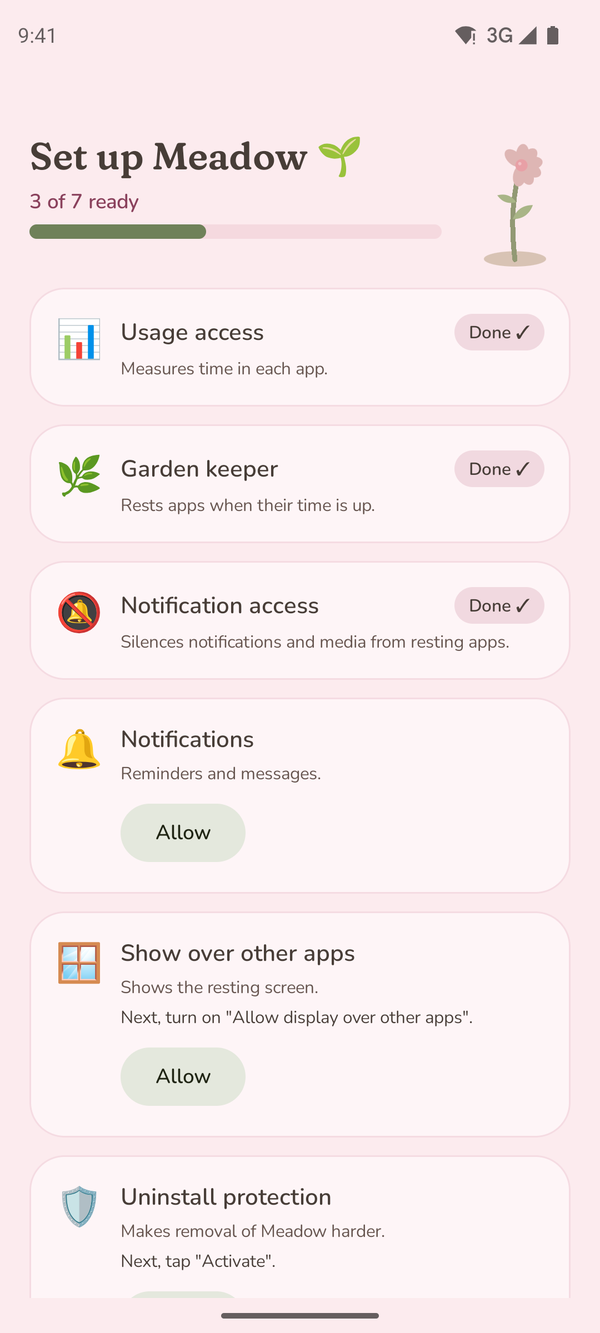 9:41
3G
Set up Meadow 🌱
3 of 7 ready
Usage access
Done ✓
Measures time in each app.
Garden keeper
Done ✓
Rests apps when their time is up.
Notification access
Done ✓
Silences notifications and media from resting apps.
Notifications
Reminders and messages.
Allow
Show over other apps
Shows the resting screen.
Next, turn on "Allow display over other apps".
Allow
Uninstall protection
Makes removal of Meadow harder.
Next, tap "Activate".